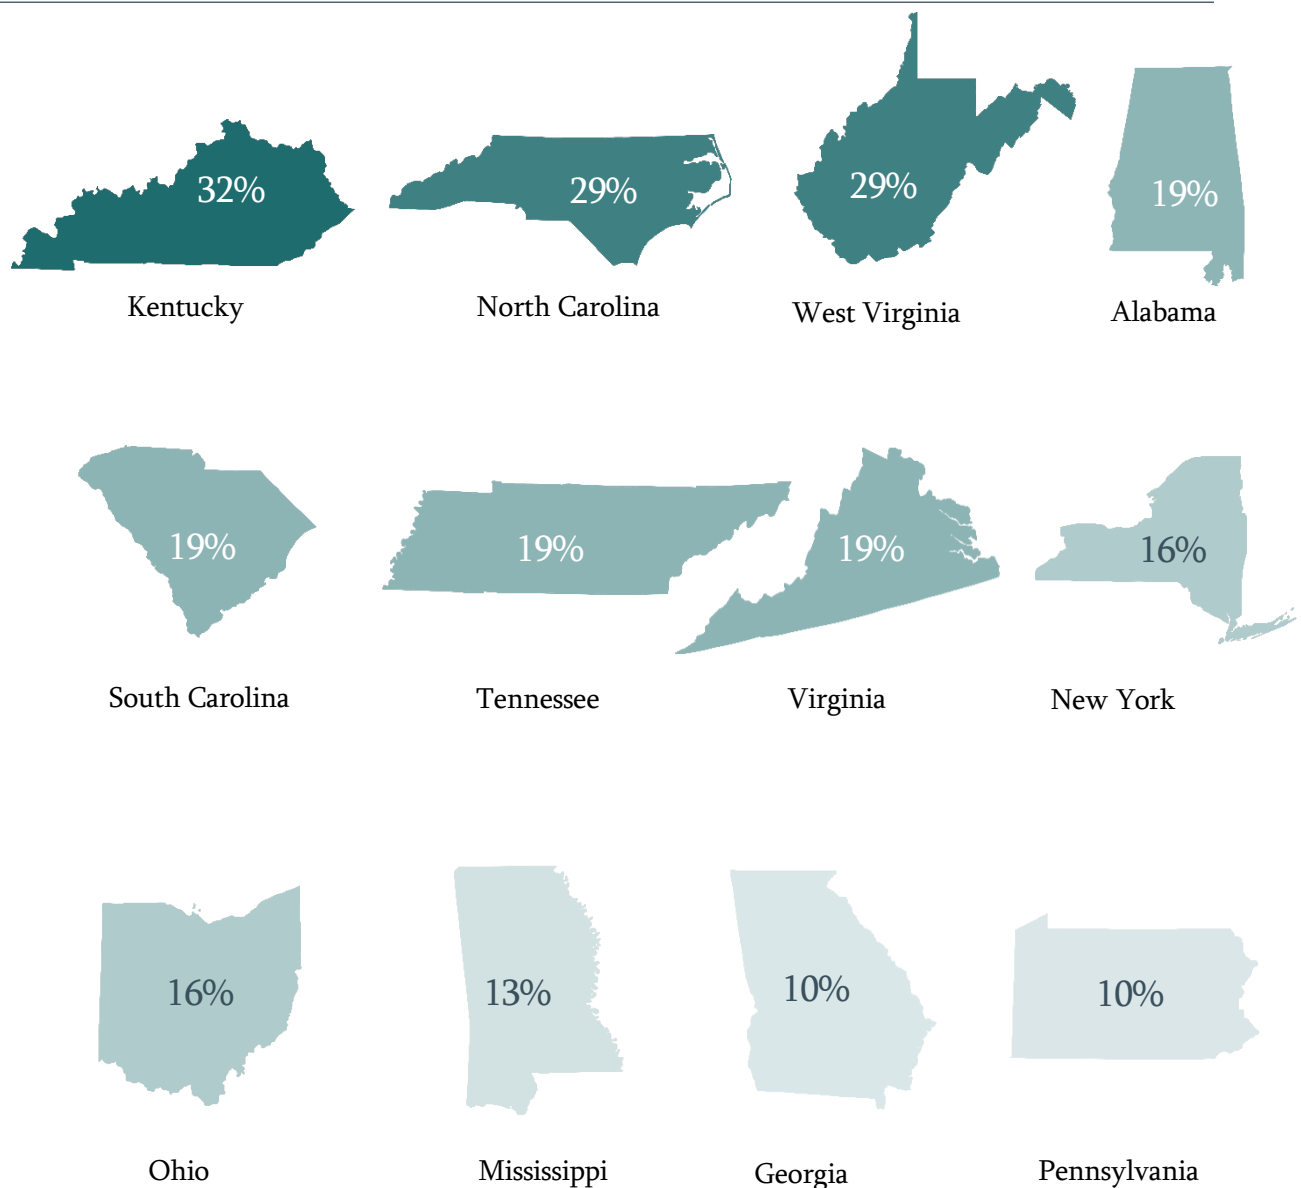 32%
29%
29%
19%
Kentucky
North Carolina
West Virginia
Alabama
19%
19%
19%
16%
South Carolina
Tennessee
Virginia
New York
16%
13%
10%
10%
Ohio
Mississippi
Georgia
Pennsylvania